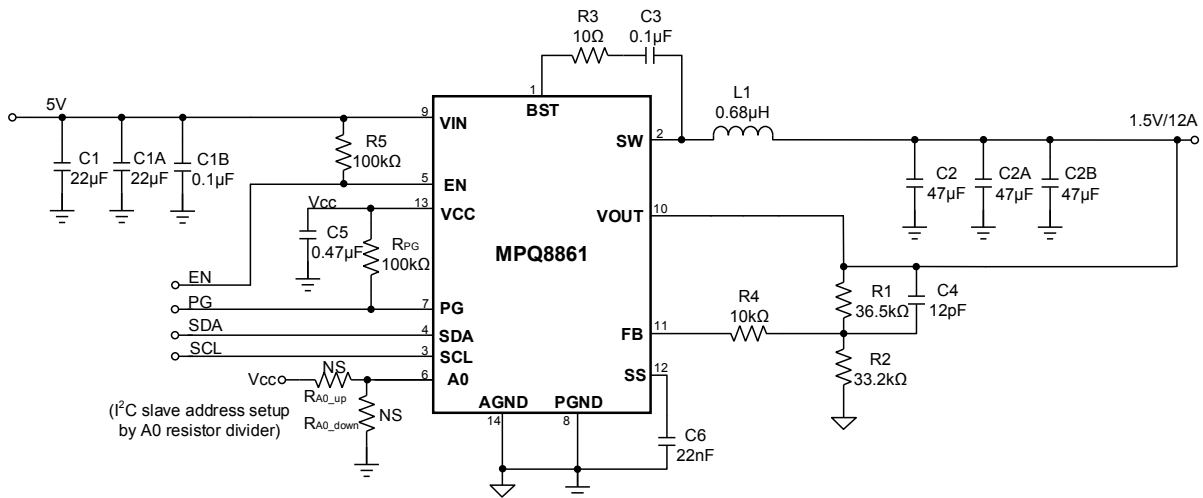 R3
10Ω
C3
0.1µF
1
BST
L1
0.68µH
5V
9
VIN
SW
2
1.5V/12A
C1
22µF
C1A
22µF
C1B
0.1µF
R5
100kΩ
5
EN
C2
47µF
C2A
47µF
C2B
47µF
Vcc
13
VCC
VOUT
10
C5
0.47µF
RPG
100kΩ
MPQ8861
EN
PG
7
PG
R4
10kΩ
R1
36.5kΩ
C4
12pF
SDA
4
SDA
FB
11
SCL
3
SCL
R2
33.2kΩ
Vcc
NS
6
A0
SS
12
RA0_up
(I²C slave address setup
by A0 resistor divider)
RA0_down
NS
AGND
14
PGND
8
C6
22nF